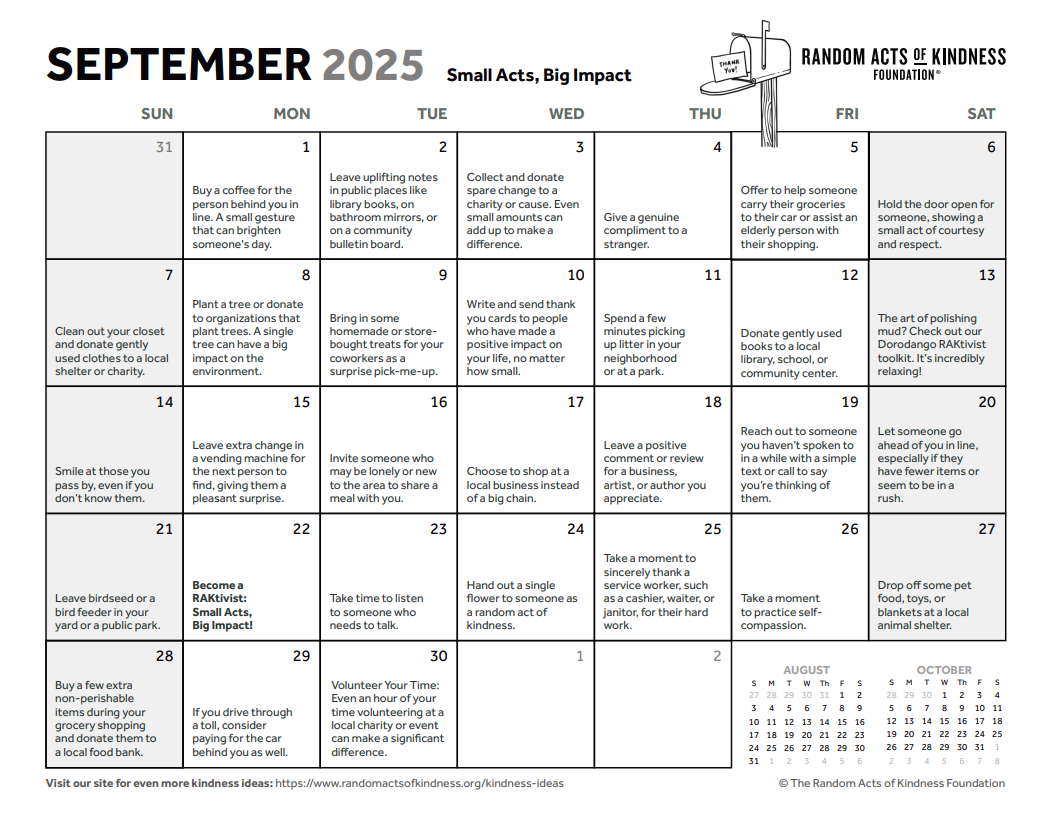 SEPTEMBER 2025 Small Acts, Big Impact
THANK
YOU!
RANDOM ACTS OF KINDNESS
FOUNDATION®
SUN MON TUE WED THU FRI SAT
31
1
Buy a coffee for the
person behind you in
line. A small gesture
that can brighten
someone's day.
2
Leave uplifting notes
in public places like
library books, on
bathroom mirrors, or
on a community
bulletin board.
3
Collect and donate
spare change to a
charity or cause. Even
small amounts can
add up to make a
difference.
4
Give a genuine
compliment to a
stranger.
5
Offer to help someone
carry their groceries
to their car or assist an
elderly person with
their shopping.
6
Hold the door open for
someone, showing a
small act of courtesy
and respect.
7
Clean out your closet
and donate gently
used clothes to a local
shelter or charity.
8
Plant a tree or donate
to organizations that
plant trees. A single
tree can have a big
impact on the
environment.
9
Bring in some
homemade or store-
bought treats for your
coworkers as a
surprise pick-me-up.
10
Write and send thank
you cards to people
who have made a
positive impact on
your life, no matter
how small.
11
Spend a few
minutes picking
up litter in your
neighborhood
or at a park.
12
Donate gently used
books to a local
library, school, or
community center.
13
The art of polishing
mud? Check out our
Dorodango RAKtivist
toolkit. It's incredibly
relaxing!
14
Smile at those you
pass by, even if you
don't know them.
15
Leave extra change in
a vending machine for
the next person to
find, giving them a
pleasant surprise.
16
Invite someone who
may be lonely or new
to the area to share a
meal with you.
17
Choose to shop at a
local business instead
of a big chain.
18
Leave a positive
comment or review
for a business,
artist, or author you
appreciate.
19
Reach out to someone
you haven't spoken to
in a while with a simple
text or call to say
you're thinking of
them.
20
Let someone go
ahead of you in line,
especially if they
have fewer items or
seem to be in a
rush.
21
Leave birdseed or a
bird feeder in your
yard or a public park.
22
Become a
RAKtivist:
Small Acts,
Big Impact!
23
Take time to listen
to someone who
needs to talk.
24
Hand out a single
flower to someone as
a random act of
kindness.
25
Take a moment to
sincerely thank a
service worker, such
as a cashier, waiter, or
janitor, for their hard
work.
26
Take a moment
to practice self-
compassion.
27
Drop off some pet
food, toys, or
blankets at a local
animal shelter.
28
Buy a few extra
non-perishable
items during your
grocery shopping
and donate them to
a local food bank.
29
If you drive through
a toll, consider
paying for the car
behind you as well.
30
Volunteer Your Time:
Even an hour of your
time volunteering at a
local charity or event
can make a significant
difference.
1
2
AUGUST
S M T W Th F S
27 28 29 30 31 1 2
3 4 5 6 7 8 9
10 11 12 13 14 15 16
17 18 19 20 21 22 23
24 25 26 27 28 29 30
31 1 2 3 4 5 6
OCTOBER
S M T W Th F S
28 29 30 1 2 3 4
5 6 7 8 9 10 11
12 13 14 15 16 17 18
19 20 21 22 23 24 25
26 27 28 29 30 31 1
2 3 4 5 6 7 8
Visit our site for even more kindness ideas: https://www.randomactsofkindness.org/kindness-ideas
© The Random Acts of Kindness Foundation